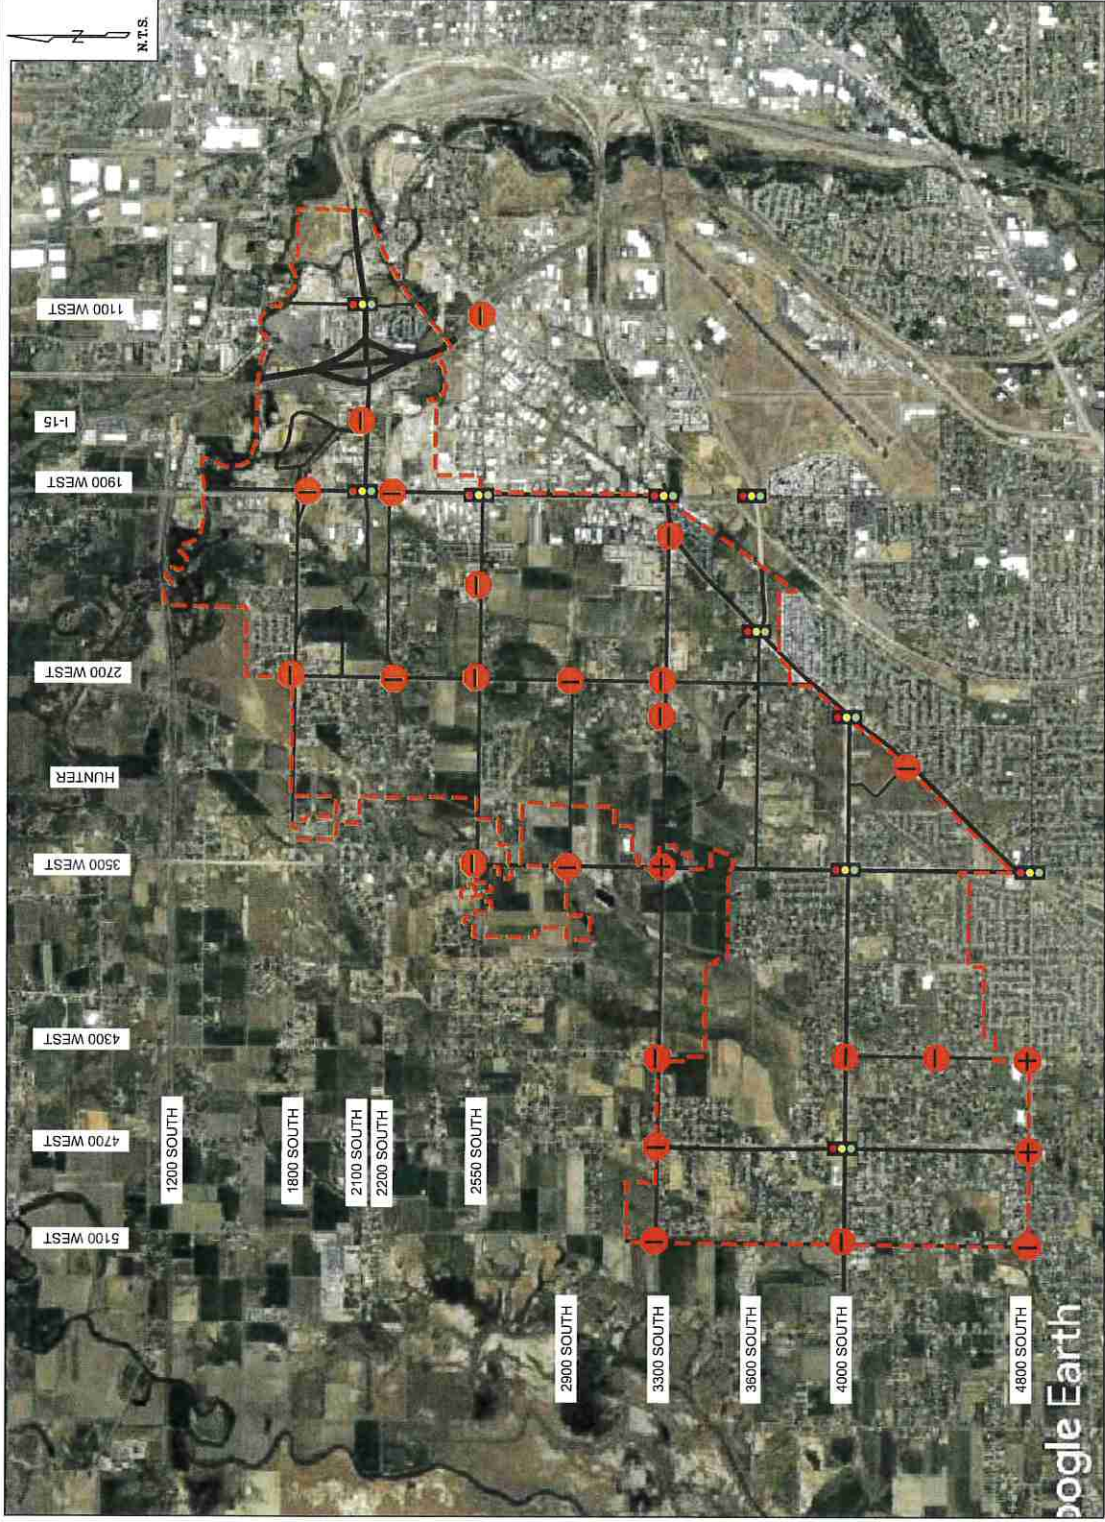 N
N.T.S.
1100 WEST
I-15
1900 WEST
2700 WEST
HUNTER
3500 WEST
4300 WEST
4700 WEST
5100 WEST
1200 SOUTH
1800 SOUTH
2100 SOUTH
2200 SOUTH
2550 SOUTH
2900 SOUTH
3300 SOUTH
3600 SOUTH
4000 SOUTH
4800 SOUTH
oogle Earth